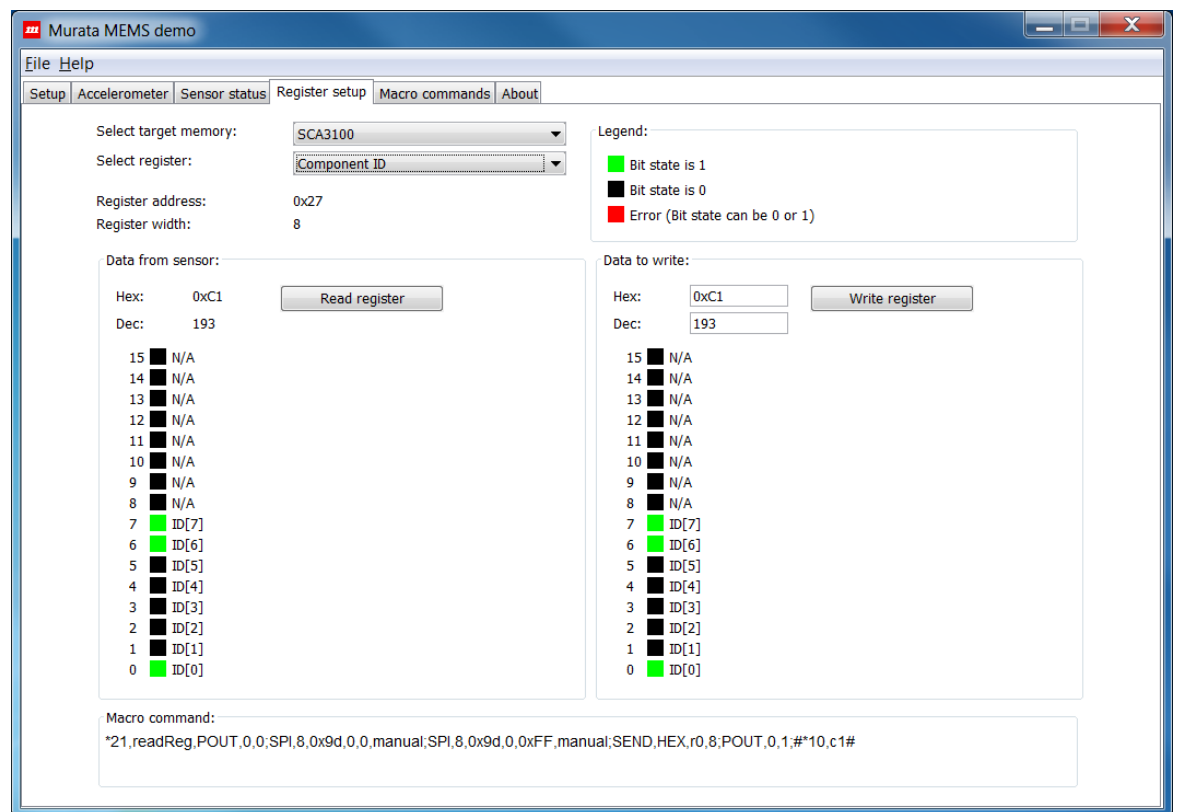 m Murata MEMS demo
File Help
Setup Accelerometer Sensor status Register setup Macro commands About
Select target memory: SCA3100
Select register: Component ID
Register address: 0x27
Register width: 8
Legend:
Bit state is 1
Bit state is 0
Error (Bit state can be 0 or 1)
Data from sensor:
Hex: 0xC1 Read register
Dec: 193
15 N/A
14 N/A
13 N/A
12 N/A
11 N/A
10 N/A
9 N/A
8 N/A
7 ID[7]
6 ID[6]
5 ID[5]
4 ID[4]
3 ID[3]
2 ID[2]
1 ID[1]
0 ID[0]
Data to write:
Hex: 0xC1 Write register
Dec: 193
15 N/A
14 N/A
13 N/A
12 N/A
11 N/A
10 N/A
9 N/A
8 N/A
7 ID[7]
6 ID[6]
5 ID[5]
4 ID[4]
3 ID[3]
2 ID[2]
1 ID[1]
0 ID[0]
Macro command:
*21,readReg,POUT,0,0;SPI,8,0x9d,0,0,manual;SPI,8,0x9d,0,0xFF,manual;SEND,HEX,r0,8;POUT,0,1;#*10,c1#